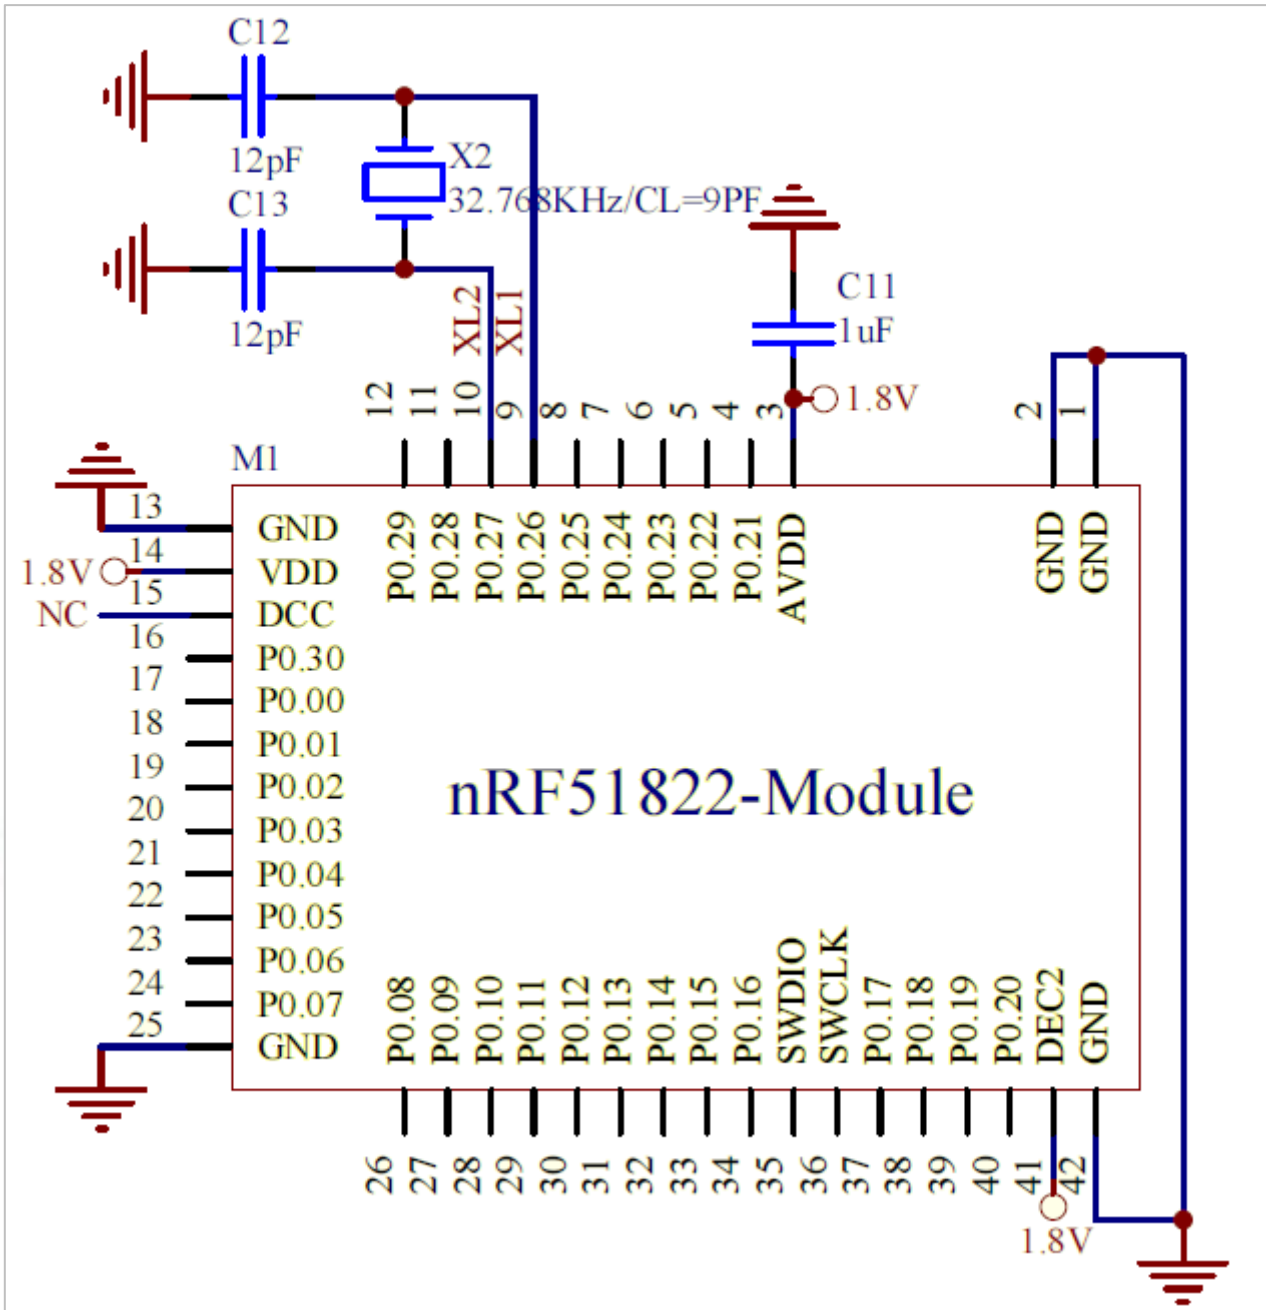 C12
12pF
X2
32.768KHz/CL=9PF
C13
12pF
XL2
XL1
C11
1uF
1.8V
12
11
10
9
8
7
6
5
4
3
2
1
M1
13
GND
14
1.8V
VDD
15
NC
DCC
16
P0.30
17
P0.00
18
P0.01
19
P0.02
20
P0.03
21
P0.04
22
P0.05
23
P0.06
24
P0.07
25
GND
P0.29
P0.28
P0.27
P0.26
P0.25
P0.24
P0.23
P0.22
P0.21
AVDD
GND
GND
nRF51822-Module
P0.08
P0.09
P0.10
P0.11
P0.12
P0.13
P0.14
P0.15
P0.16
SWDIO
SWCLK
P0.17
P0.18
P0.19
P0.20
DEC2
GND
26
27
28
29
30
31
32
33
34
35
36
37
38
39
40
41
42
1.8V